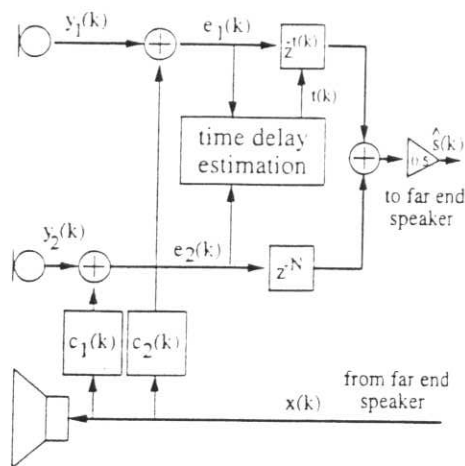 y1(k)
e1(k)
z^-t(k)
t(k)
time delay
estimation
ŝ(k)
0.5
to far end
speaker
y2(k)
e2(k)
z^-N
c1(k)
c2(k)
from far end
speaker
x(k)